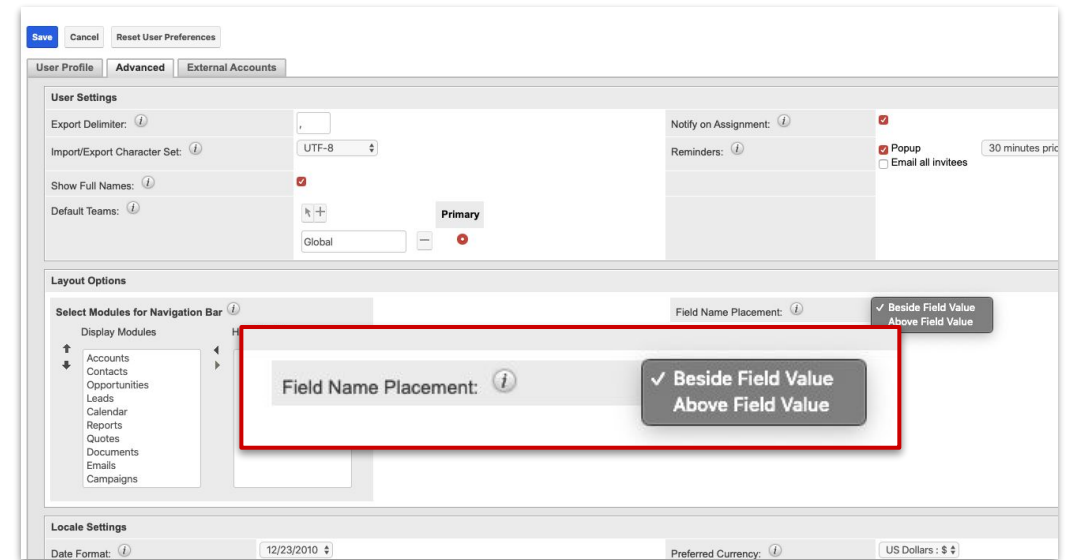 Save Cancel Reset User Preferences
User Profile Advanced External Accounts
User Settings
Export Delimiter: , Notify on Assignment:
Import/Export Character Set: UTF-8 Reminders: Popup 30 minutes
Email all invitees
Show Full Names:
Default Teams: Primary
Global
Layout Options
Select Modules for Navigation Bar Field Name Placement: ✓ Beside Field Value
Above Field Value
Display Modules
Accounts
Contacts
Opportunities
Leads
Calendar
Reports
Quotes
Documents
Emails
Campaigns
Field Name Placement: ✓ Beside Field Value
Above Field Value
Locale Settings
Date Format: 12/23/2010 Preferred Currency: US Dollars : $